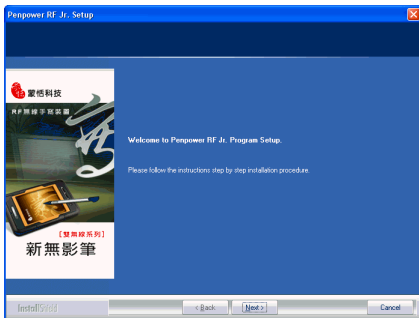 Penpower RF Jr. Setup
蒙恬科技
RF無線手寫裝置
Welcome to Penpower RF Jr. Program Setup.
Please follow the instructions step by step installation procedure.
[雙無線系列]
新無影筆
InstallShield
< Back
Next >
Cancel